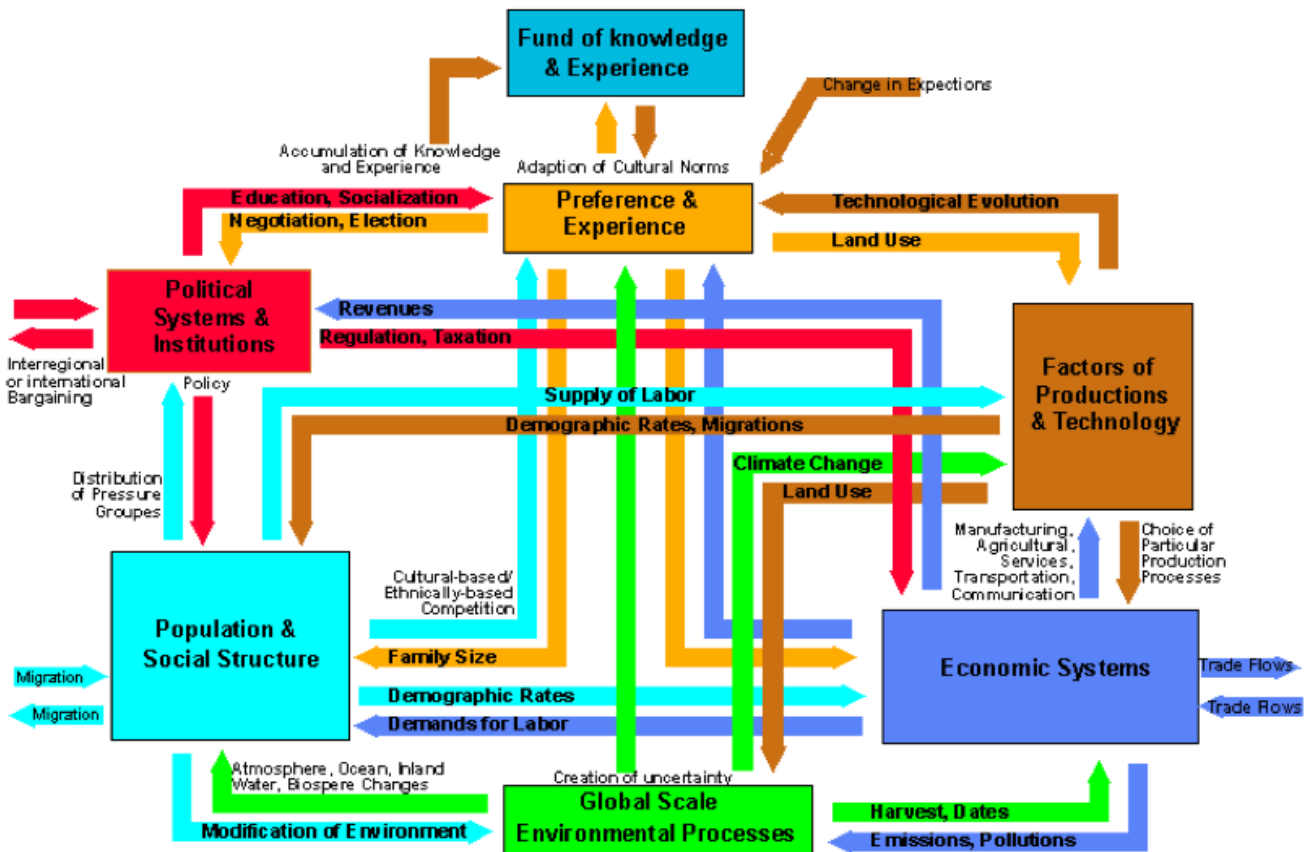 Fund of knowledge
& Experience
Change in Expections
Accumulation of Knowledge
and Experience
Adaption of Cultural Norms
Education, Socialization
Preference &
Experience
Technological Evolution
Negotiation, Election
Land Use
Political
Systems &
Institutions
Revenues
Regulation, Taxation
Interregional
or international
Bargaining
Policy
Factors of
Productions
& Technology
Supply of Labor
Demographic Rates, Migrations
Climate Change
Land Use
Distribution
of Pressure
Groupes
Manufacturing,
Agricultural,
Services,
Transportation,
Communication
Choice of
Particular
Production
Processes
Cultural-based/
Ethnically-based
Competition
Population &
Social Structure
Family Size
Economic Systems
Migration
Migration
Demographic Rates
Demands for Labor
Trade Flows
Trade Flows
Atmosphere, Ocean, Inland
Water, Biospere Changes
Creation of uncertainty
Global Scale
Environmental Processes
Modification of Environment
Harvest, Dates
Emissions, Pollutions